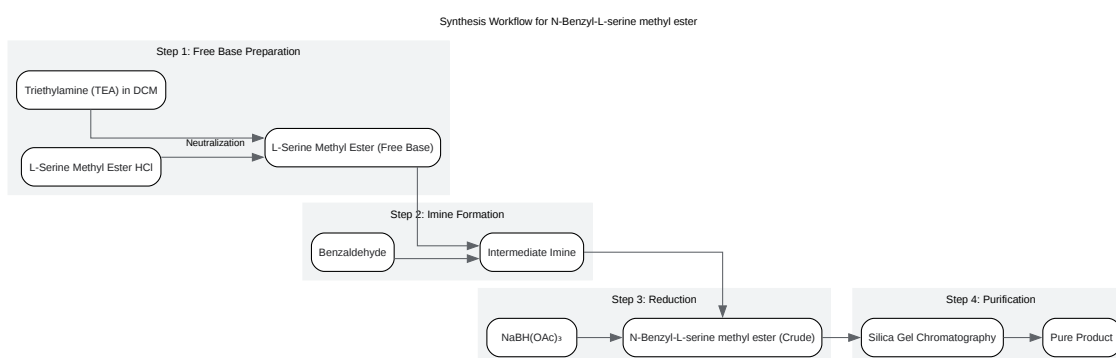 Synthesis Workflow for N-Benzyl-L-serine methyl ester
Step 1: Free Base Preparation
Triethylamine (TEA) in DCM
Neutralization
L-Serine Methyl Ester HCl
L-Serine Methyl Ester (Free Base)
Step 2: Imine Formation
Benzaldehyde
Intermediate Imine
Step 3: Reduction
NaBH(OAc)₃
N-Benzyl-L-serine methyl ester (Crude)
Step 4: Purification
Silica Gel Chromatography
Pure Product